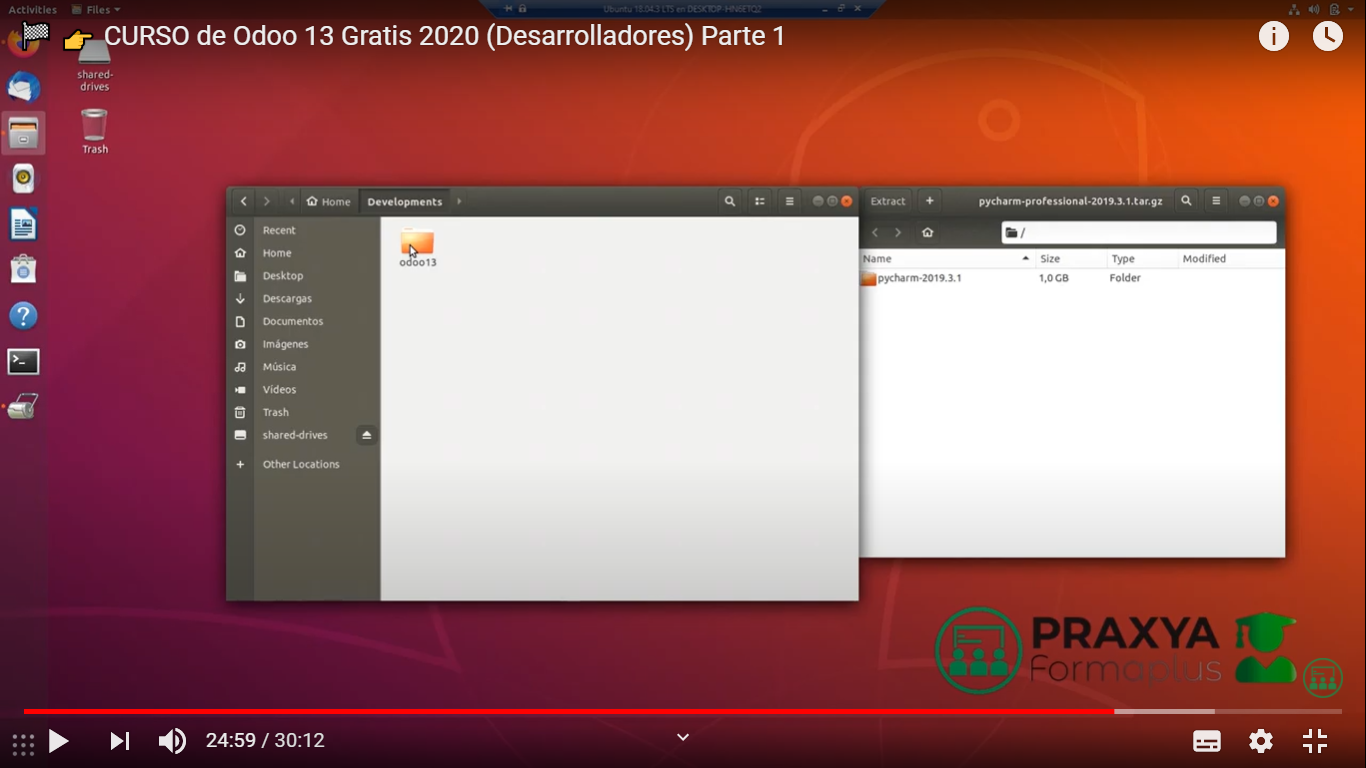 Activities Files Ubuntu 18.04.3 LTS en DESKTOP-HN6ETQ2
CURSO de Odoo 13 Gratis 2020 (Desarrolladores) Parte 1
shared-
drives
Trash
Home Developments
Recent
Home
Desktop
Descargas
Documentos
Imágenes
Música
Vídeos
Trash
shared-drives
Other Locations
odoo13
Extract + pycharm-professional-2019.3.1.tar.gz
/
Name Size Type Modified
pycharm-2019.3.1 1,0 GB Folder
PRAXYA
Formaplus
24:59 / 30:12